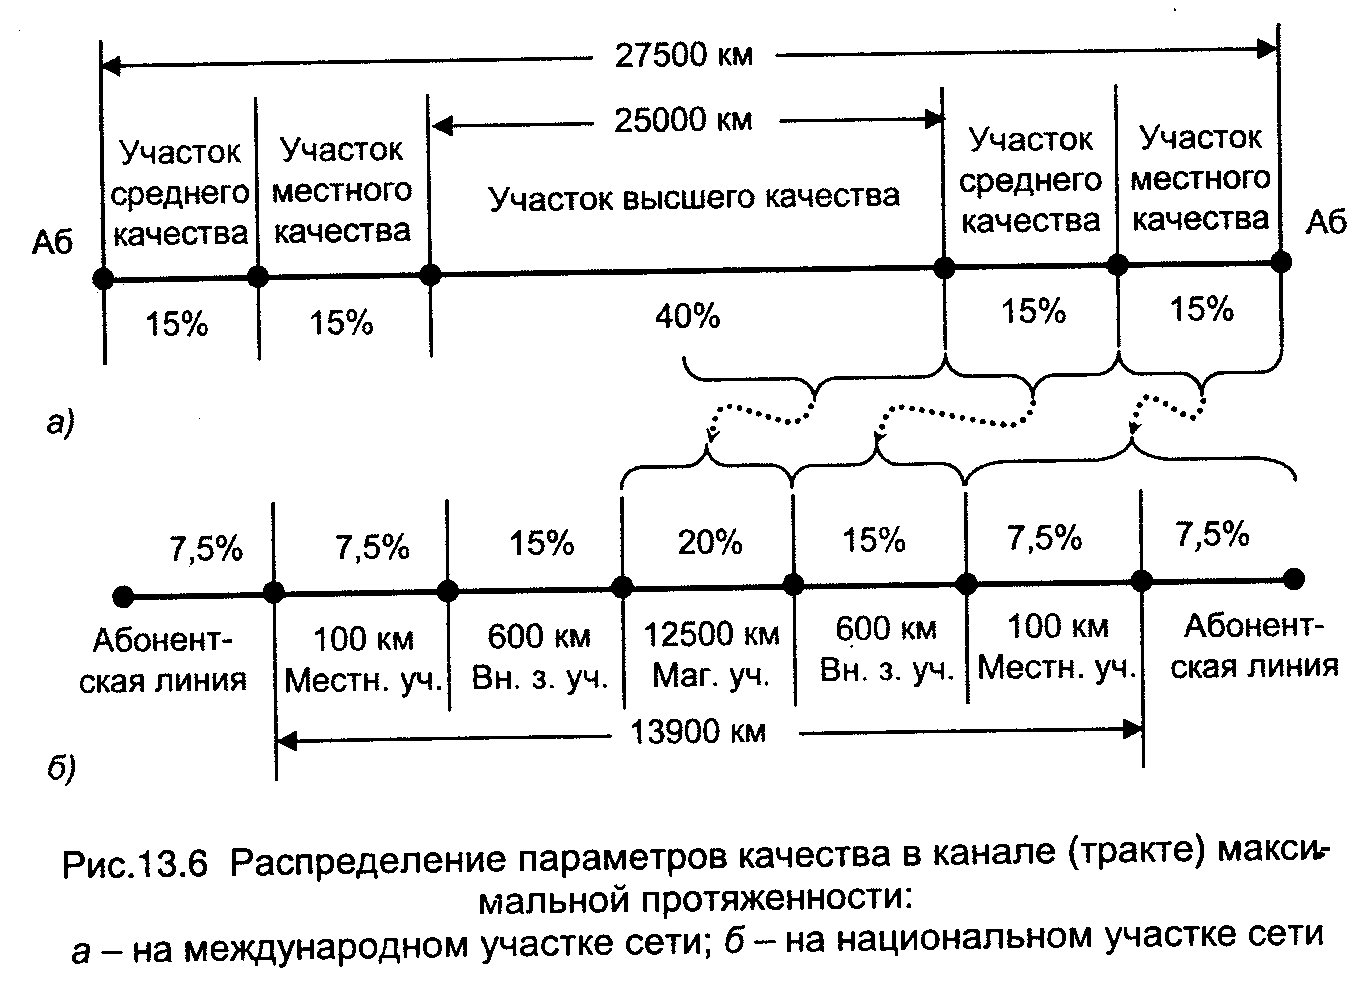 27500 км
25000 км
Участок
среднего
качества
Участок
местного
качества
Участок высшего качества
Участок
среднего
качества
Участок
местного
качества
Аб
Аб
15%
15%
40%
15%
15%
а)
7,5%
7,5%
15%
20%
15%
7,5%
7,5%
Абонент-
ская линия
100 км
Местн. уч.
600 км
Вн. з. уч.
12500 км
Маг. уч.
600 км
Вн. з. уч.
100 км
Местн. уч.
Абонент-
ская линия
13900 км
б)
Рис.13.6 Распределение параметров качества в канале (тракте) макси-
мальной протяженности:
а – на международном участке сети; б – на национальном участке сети